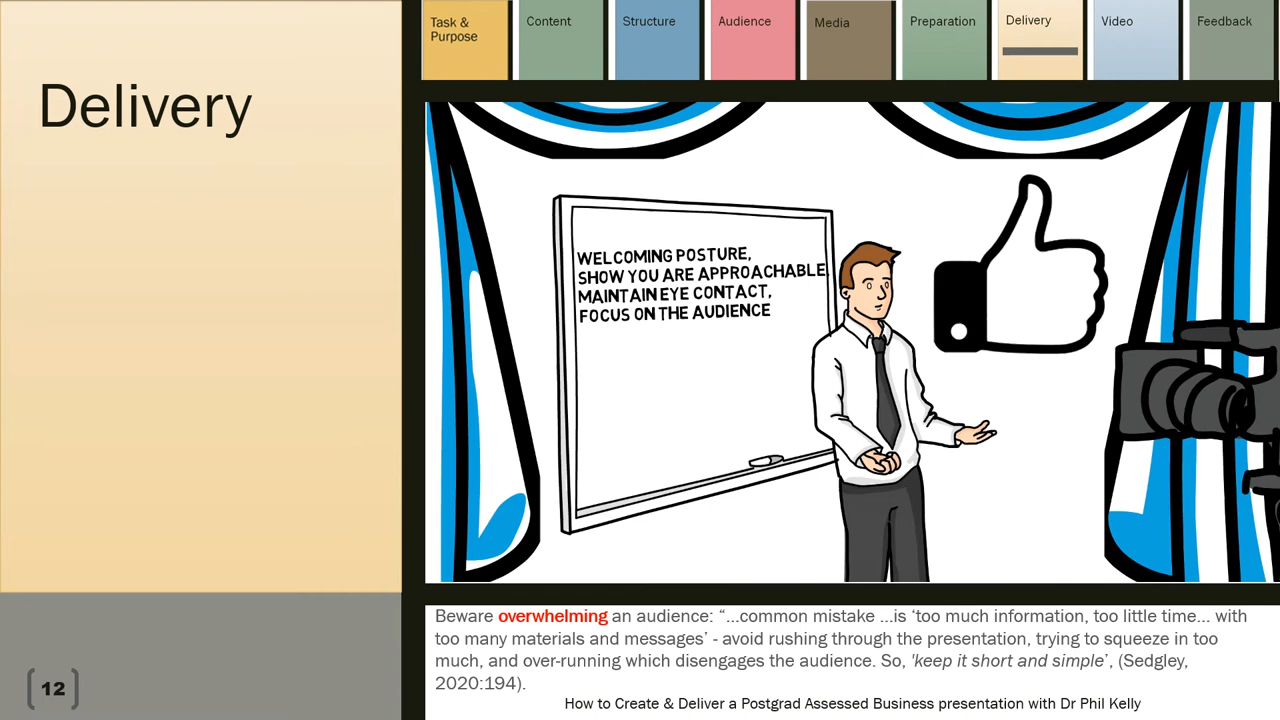 Task &
Purpose
Content
Structure
Audience
Media
Preparation
Delivery
Video
Feedback
Delivery
WELCOMING POSTURE,
SHOW YOU ARE APPROACHABLE,
MAINTAIN EYE CONTACT,
FOCUS ON THE AUDIENCE
Beware overwhelming an audience: “...common mistake ...is ‘too much information, too little time... with
too many materials and messages’ - avoid rushing through the presentation, trying to squeeze in too
much, and over-running which disengages the audience. So, 'keep it short and simple’, (Sedgley,
2020:194).
12
How to Create & Deliver a Postgrad Assessed Business presentation with Dr Phil Kelly